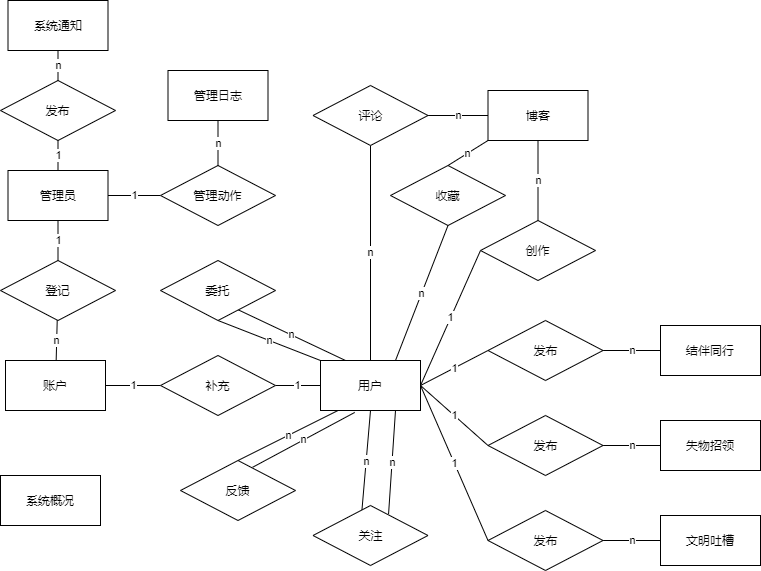 系统通知
n
发布
1
管理员
1
管理动作
n
管理日志
1
登记
n
账户
1
补充
1
用户
评论
n
n
博客
n
收藏
n
n
创作
1
委托
n
n
1
发布
n
结伴同行
1
发布
n
失物招领
1
发布
n
文明吐槽
n
n
反馈
n
n
关注
系统概况